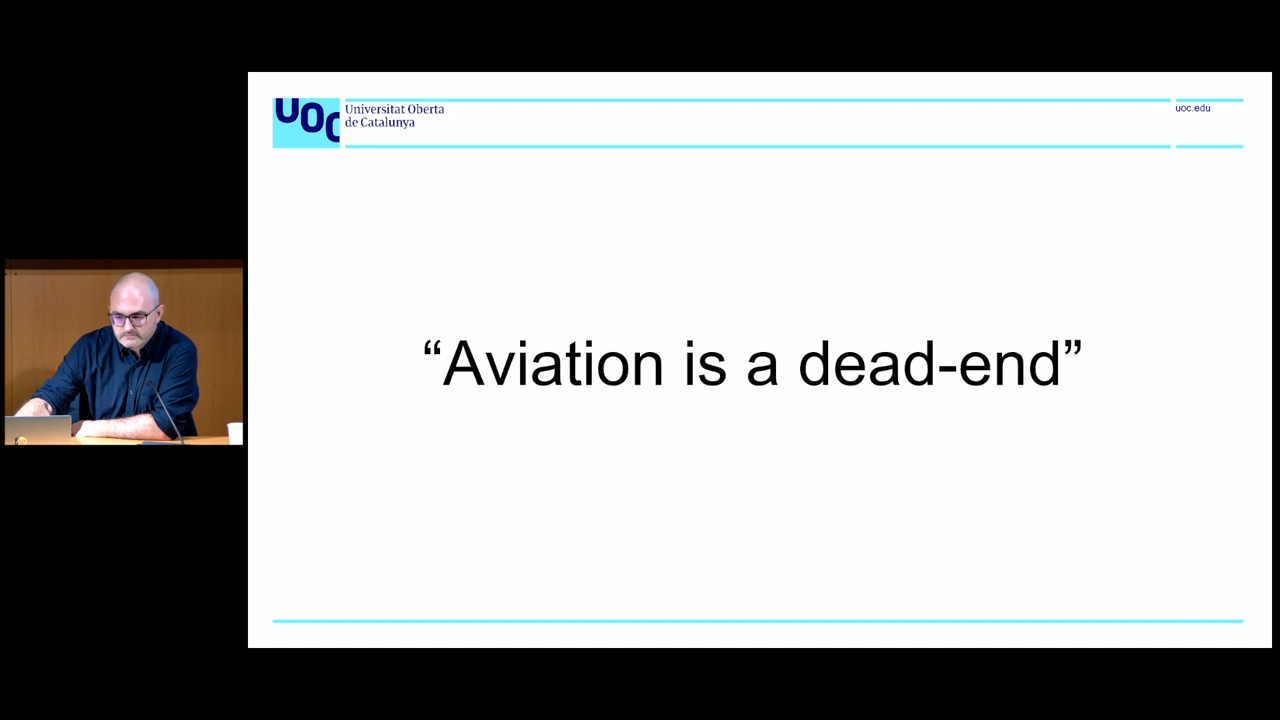 UOC
Universitat Oberta
de Catalunya
uoc.edu
“Aviation is a dead-end”